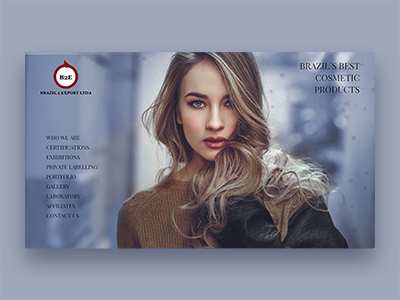 B2E
BRAZIL 2 EXPORT LTDA
BRAZIL'S BEST
COSMETIC
PRODUCTS
WHO WE ARE
CERTIFICATIONS
EXHIBITIONS
PRIVATE LABELLING
PORTFOLIO
GALLERY
LABORATORY
AFFILIATES
CONTACT US